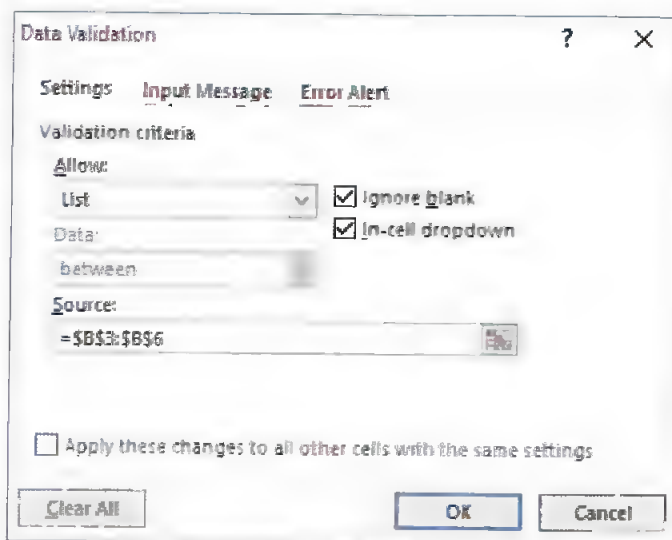 Data Validation ? ×
Settings Input Message Error Alert
Validation criteria
Allow:
List
Ignore blank
Data:
In-cell dropdown
between
Source:
=$B$3:$B$6
Apply these changes to all other cells with the same settings
Clear All OK Cancel